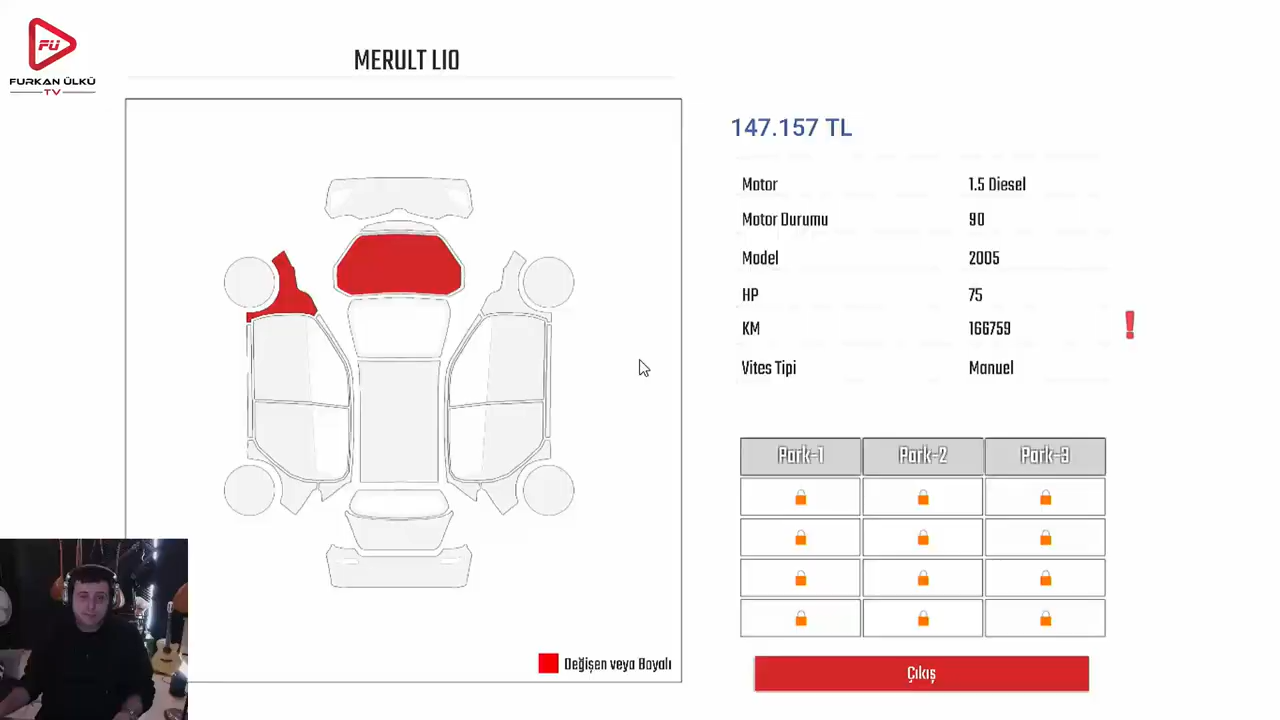 FU
FURKAN ÜLKÜ
TV
MERULT LIO
147.157 TL
Motor 1.5 Diesel
Motor Durumu 90
Model 2005
HP 75
KM 166759
Vites Tipi Manuel
Park-1 Park-2 Park-3
Değişen veya Boyalı
Çıkış